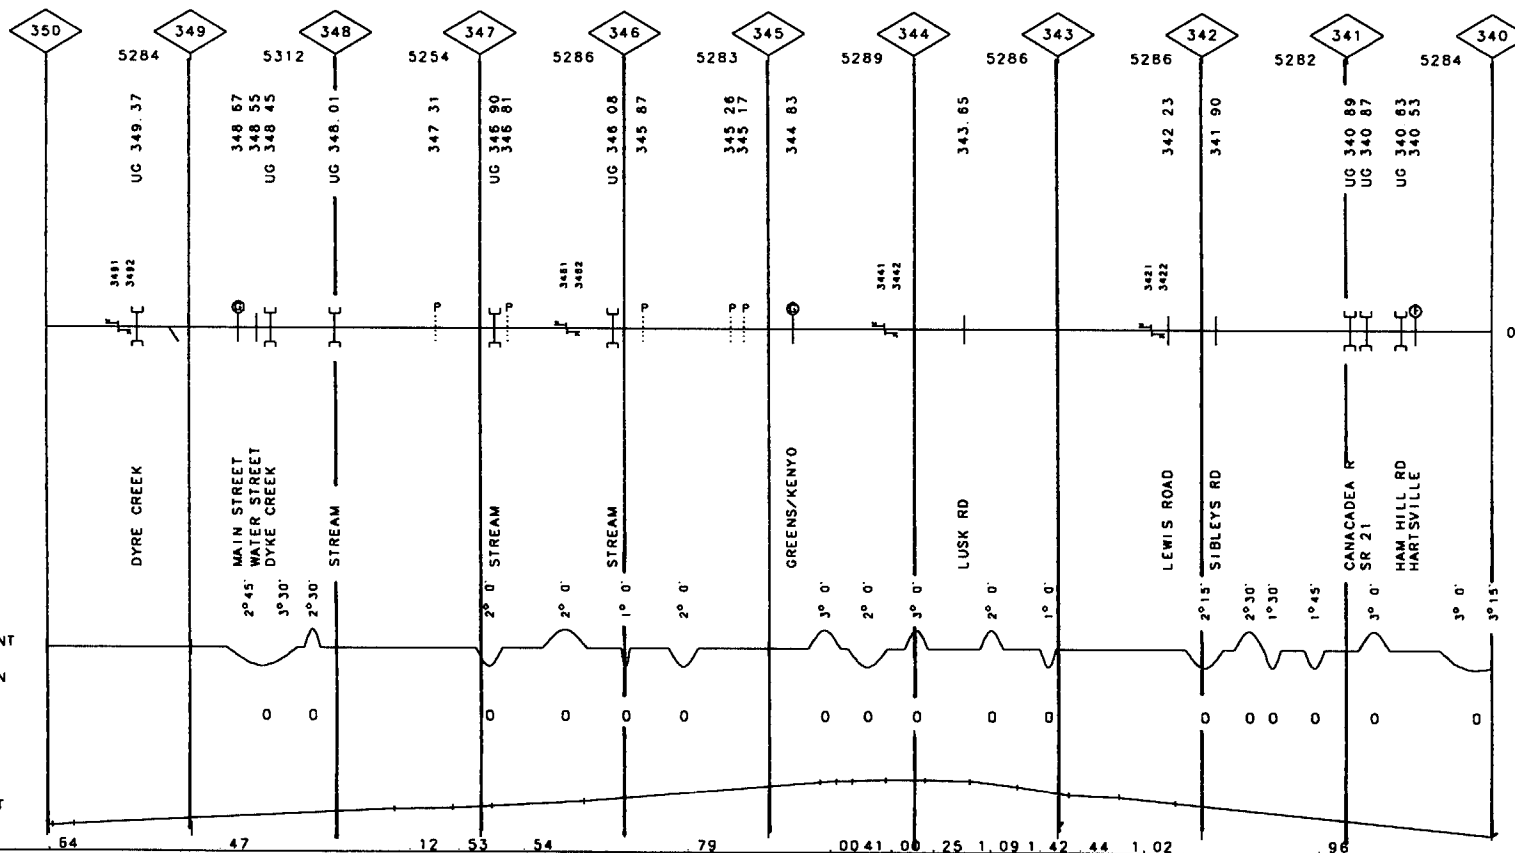 350 349 348 347 346 345 344 343 342 341 340
5284 5312 5254 5286 5283 5289 5286 5286 5282 5284
UG 349.37
348 67
348 55
UG 348 45
UG 348.01
347 31
UG 346 90
346 81
UG 346 08
345 87
345 26
345 17
344 83
343.65
342 23
341 90
UG 340 89
UG 340 87
UG 340 63
340 53
3491
3492
3461
3462
3441
3442
3421
3422
P P P P P
G G
O
DYRE CREEK
MAIN STREET
WATER STREET
DYKE CREEK
STREAM
STREAM
STREAM
GREENS/KENYO
LUSK RD
LEWIS ROAD
SIBLEYS RD
CANACADEA R
SR 21
HAM HILL RD
HARTSVILLE
2° 45' 3° 30' 2° 30' 2° 0' 2° 0' 1° 0' 2° 0' 3° 0' 2° 0' 3° 0' 2° 0' 1° 0' 2° 15' 2° 30' 1° 30' 1° 45' 3° 0' 3° 0' 3° 15'
NT
N
0 0 0 0 0 0 0 0 0 0 0 0 0 0 0 0 0
T
.64 .47 .12 .53 .54 .79 .00 .41 .00 .25 1.09 1.42 .44 1.02 .96